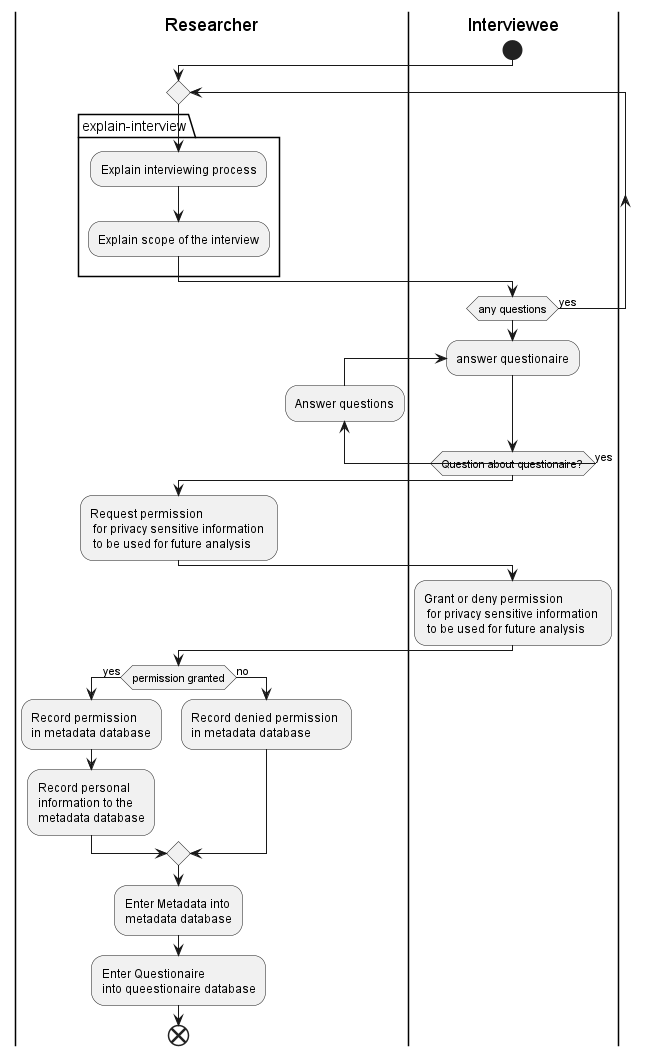 Researcher
Interviewee
explain-interview
Explain interviewing process
Explain scope of the interview
any questions
yes
answer questionaire
Answer questions
Question about questionaire?
yes
Request permission
for privacy sensitive information
to be used for future analysis
Grant or deny permission
for privacy sensitive information
to be used for future analysis
yes
permission granted
no
Record permission
in metadata database
Record denied permission
in metadata database
Record personal
information to the
metadata database
Enter Metadata into
metadata database
Enter Questionaire
into queestionaire database